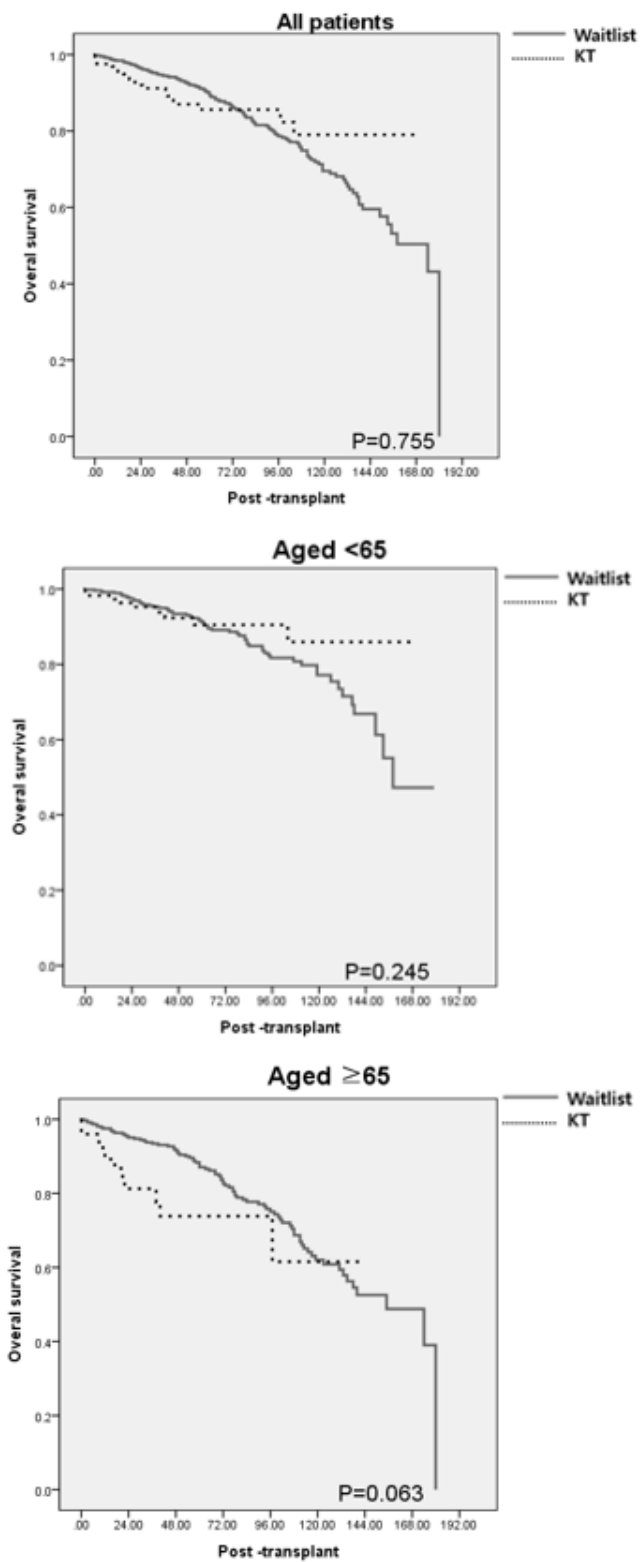 All patients
Waitlist
KT
1.0
0.8
0.6
0.4
0.2
0.0
Overal survival
P=0.755
.00 24.00 48.00 72.00 96.00 120.00 144.00 168.00 192.00
Post -transplant
Aged <65
Waitlist
KT
1.0
0.8
0.6
0.4
0.2
0.0
Overal survival
P=0.245
.00 24.00 48.00 72.00 96.00 120.00 144.00 168.00 192.00
Post -transplant
Aged ≥65
Waitlist
KT
1.0
0.8
0.6
0.4
0.2
0.0
Overal survival
P=0.063
.00 24.00 48.00 72.00 96.00 120.00 144.00 168.00 192.00
Post -transplant